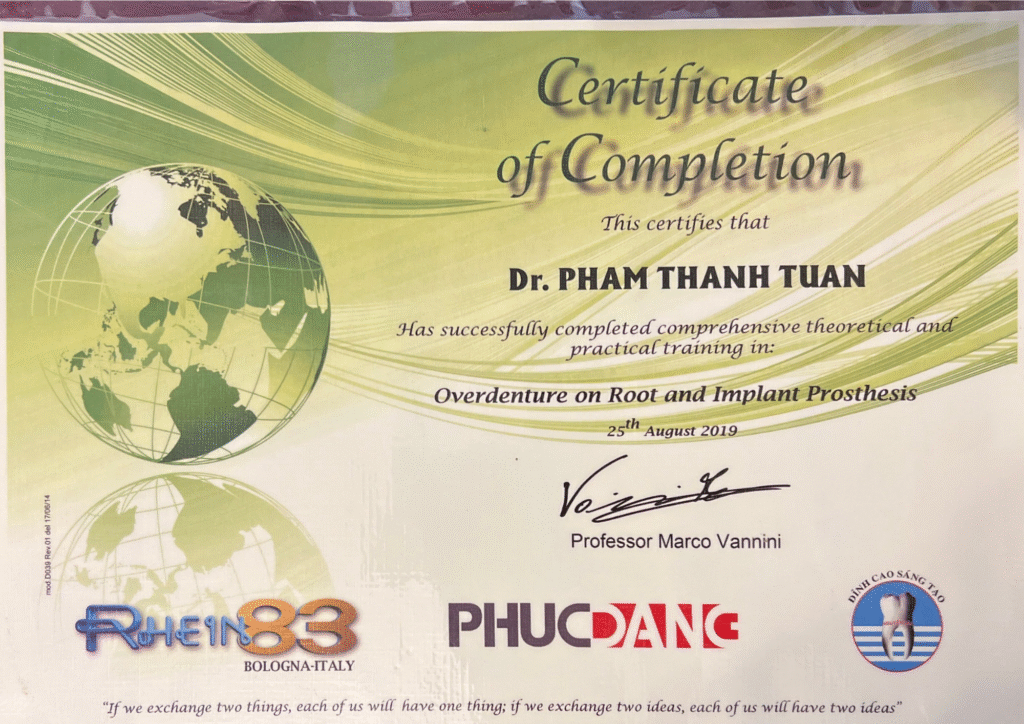 Certificate
of Completion
This certifies that
Dr. PHAM THANH TUAN
Has successfully completed comprehensive theoretical and
practical training in:
Overdenture on Root and Implant Prosthesis
25th August 2019
Professor Marco Vannini
mod.D039 Rev.01 del 17/06/14
RHEIN83
BOLOGNA-ITALY
PHUCDANG
ĐỈNH CAO SÁNG TẠO
“If we exchange two things, each of us will have one thing; if we exchange two ideas, each of us will have two ideas”